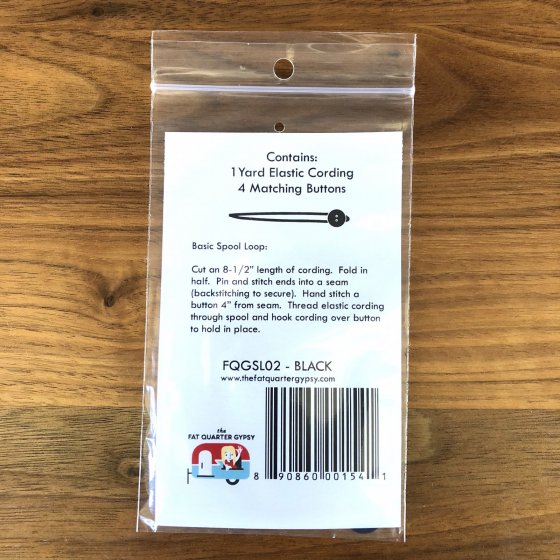 Contains:
1Yard Elastic Cording
4 Matching Buttons
Basic Spool Loop:
Cut an 8-1/2" length of cording.  Fold in
half.  Pin and stitch ends into a seam
(backstitching to secure).  Hand stitch a
button 4" from seam.  Thread elastic cording
through spool and hook cording over button
to hold in place.
FQGSL02 - BLACK
www.thefatquartergypsy.com
the
FAT QUARTER GYPSY
8 90860 00154 1